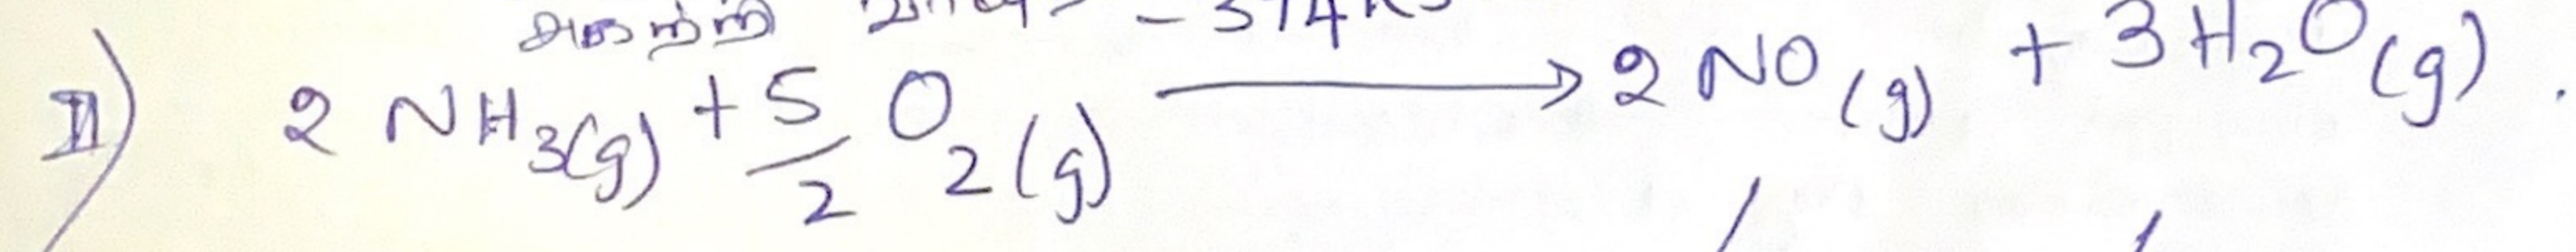 II) 2 NH₃(g) + 5/2 O₂(g) ⟶ 2 NO(g) + 3 H₂O(g).